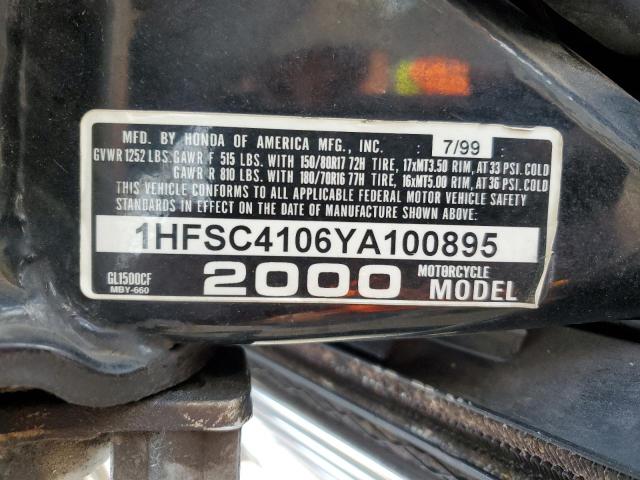 MFD. BY HONDA OF AMERICA MFG., INC. 7/99
GVWR 1252 LBS. GAWR F 515 LBS. WITH 150/80R17 72H TIRE, 17xMT3.50 RIM, AT 33 PSI. COLD
GAWR R 810 LBS. WITH 180/70R16 77H TIRE, 16xMT5.00 RIM, AT 36 PSI. COLD
THIS VEHICLE CONFORMS TO ALL APPLICABLE FEDERAL MOTOR VEHICLE SAFETY
STANDARDS IN EFFECT ON THE DATE OF MANUFACTURE SHOWN ABOVE.
1HFSC4106YA100895
GL1500CF 2000 MOTORCYCLE
MBY-660 MODEL